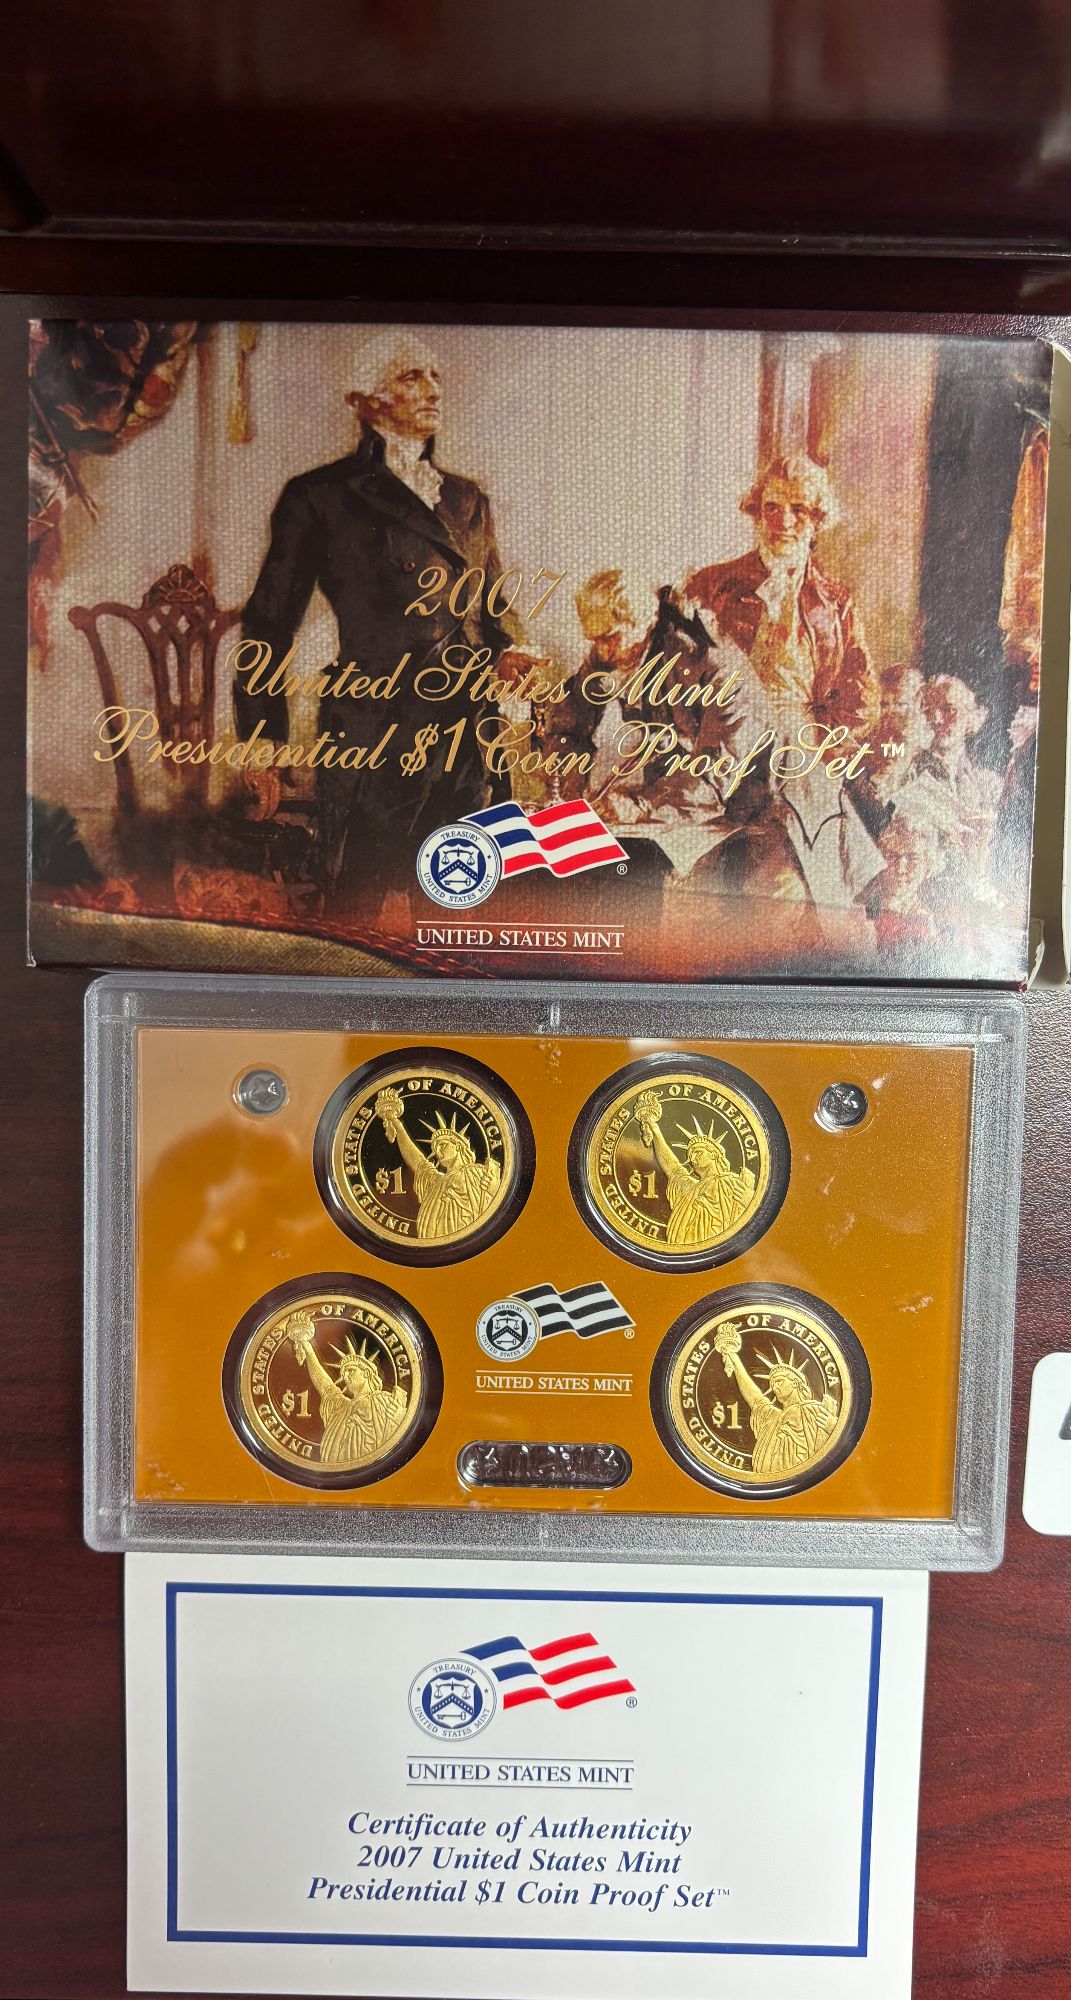 2007
United States Mint
Presidential $1 Coin Proof Set™
TREASURY
UNITED STATES MINT
®
UNITED STATES MINT
UNITED STATES OF AMERICA
$1
UNITED STATES OF AMERICA
$1
UNITED STATES OF AMERICA
$1
UNITED STATES OF AMERICA
$1
TREASURY
UNITED STATES MINT
®
UNITED STATES MINT
TREASURY
UNITED STATES MINT
®
UNITED STATES MINT
Certificate of Authenticity
2007 United States Mint
Presidential $1 Coin Proof Set™